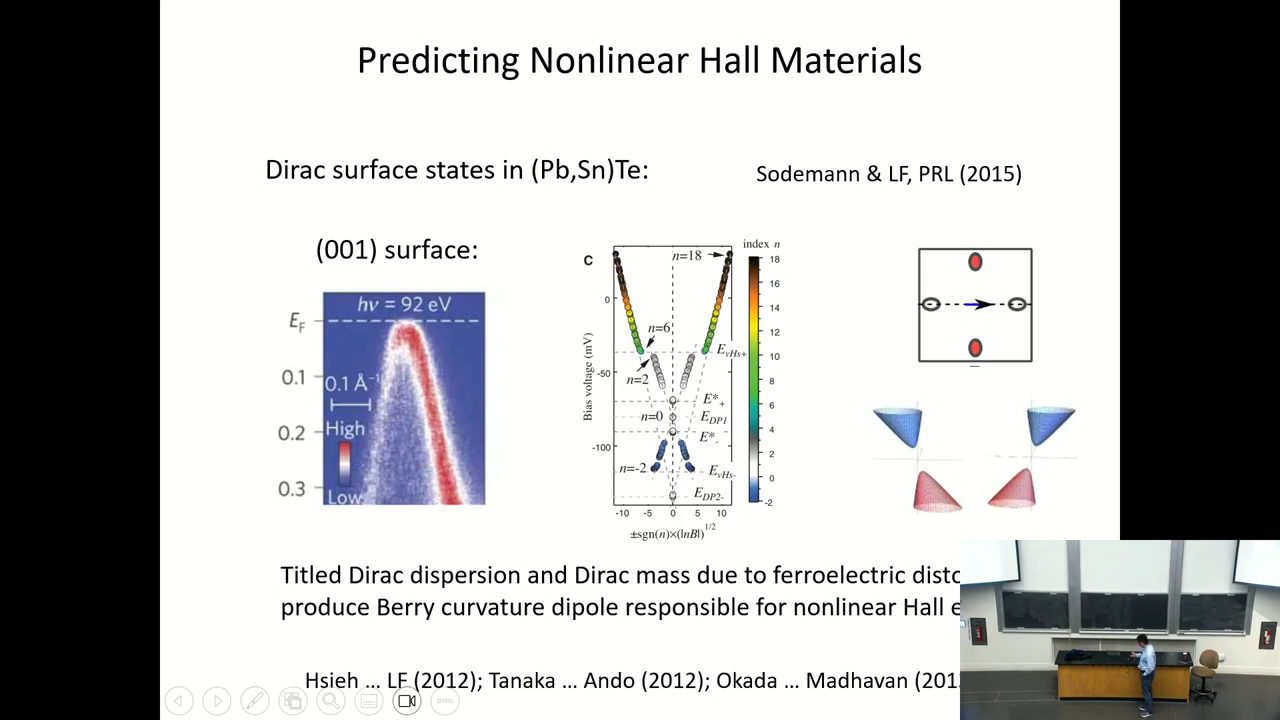 Predicting Nonlinear Hall Materials
Dirac surface states in (Pb,Sn)Te:
Sodemann & LF, PRL (2015)
(001) surface:
hν = 92 eV
E_F
0.1
0.2
0.3
0.1 Å⁻¹
High
Low
C
index n
n=18
n=6
n=2
n=0
n=-2
E_vHs+
E*_+
E_DP1
E*_-
E_vHs-
E_DP2-
Bias voltage (mV)
0
-50
-100
-10 -5 0 5 10
±sgn(n)×(|nB|)^1/2
18
16
14
12
10
8
6
4
2
0
-2
Titled Dirac dispersion and Dirac mass due to ferroelectric
produce Berry curvature dipole responsible for nonlinear Hall
Hsieh ... LF (2012); Tanaka ... Ando (2012); Okada ... Madhavan